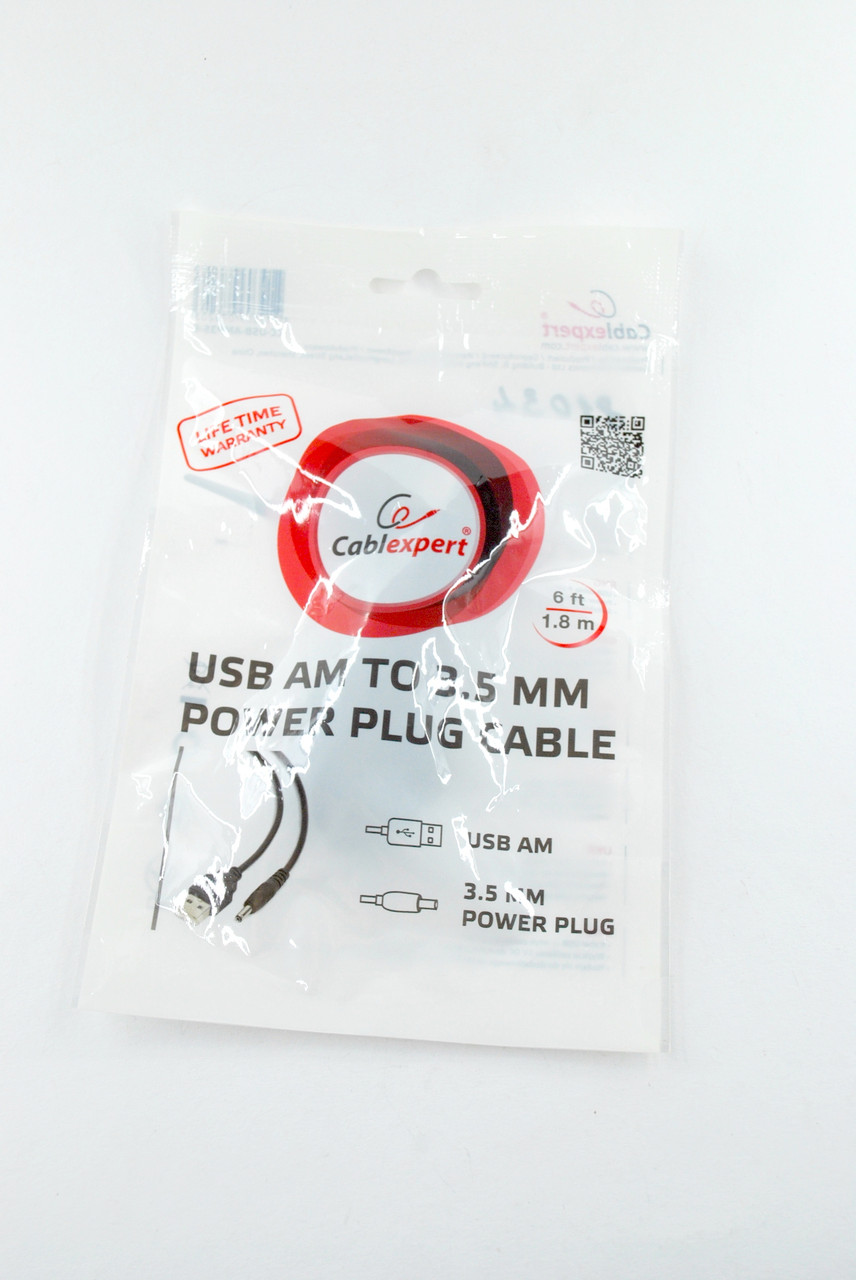 LIFE TIME
WARRANTY
Cablexpert®
6 ft
1.8 m
USB AM TO 3.5 MM
POWER PLUG CABLE
USB AM
3.5 MM
POWER PLUG
Cablexpert®